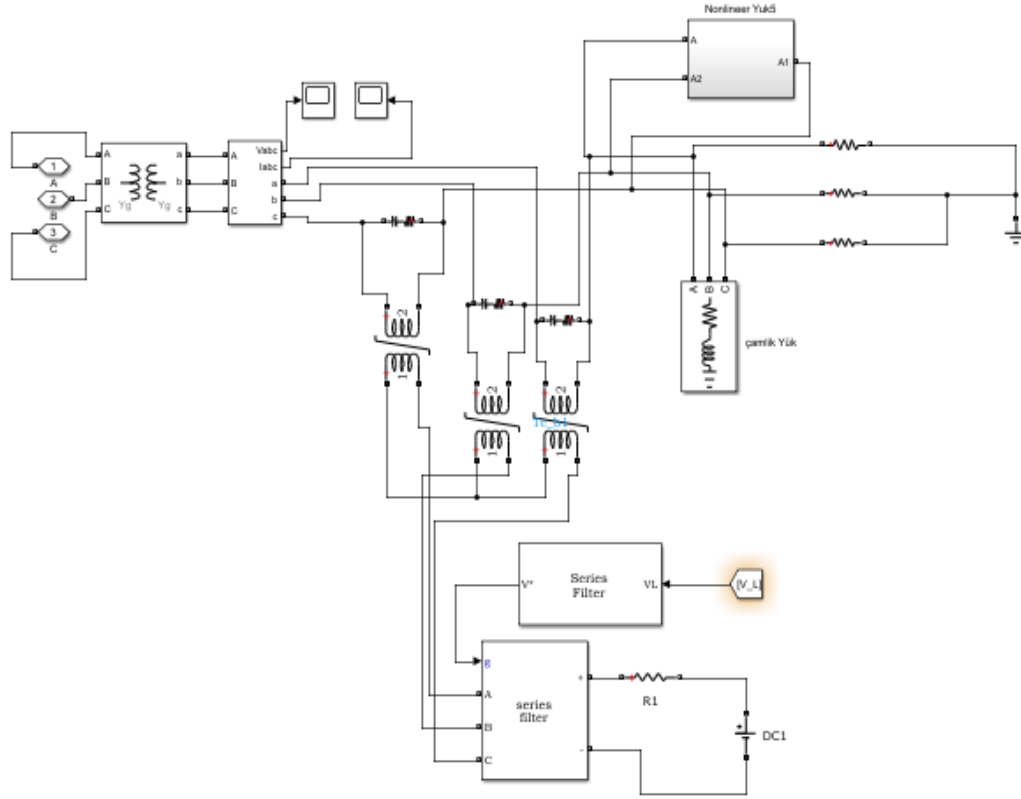 Nonlineer Yuk5
A
A2
A1
1
A
2
B
3
C
A
B
C
a
b
c
Yg
Yg
A
B
C
Vabc
Iabc
a
b
c
A
B
C
çamlik Yük
2
1
2
1
2
1
Series
Filter
V*
VL
[V_L]
g
A
B
C
series
filter
+
-
R1
+
DC1